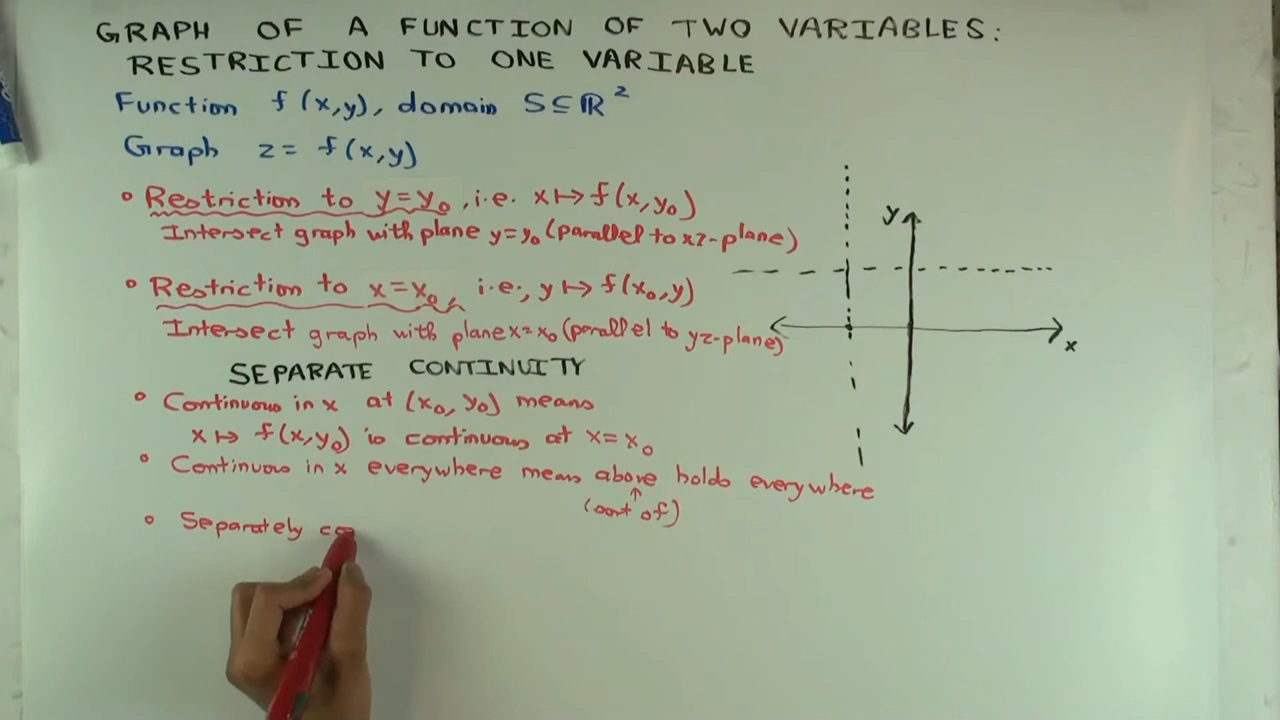 GRAPH OF A FUNCTION OF TWO VARIABLES:
RESTRICTION TO ONE VARIABLE
Function f(x,y), domain S⊆ℝ²
Graph z = f(x,y)
• Restriction to y=y₀, i.e. x↦f(x,y₀)
Intersect graph with plane y=y₀ (parallel to xz-plane)
• Restriction to x=x₀, i.e., y↦f(x₀,y)
Intersect graph with plane x=x₀ (parallel to yz-plane)
y
x
SEPARATE CONTINUITY
• Continuous in x at (x₀, y₀) means
x↦ f(x,y₀) is continuous at x=x₀
• Continuous in x everywhere means above holds everywhere
↑
(sort of)
• Separately co